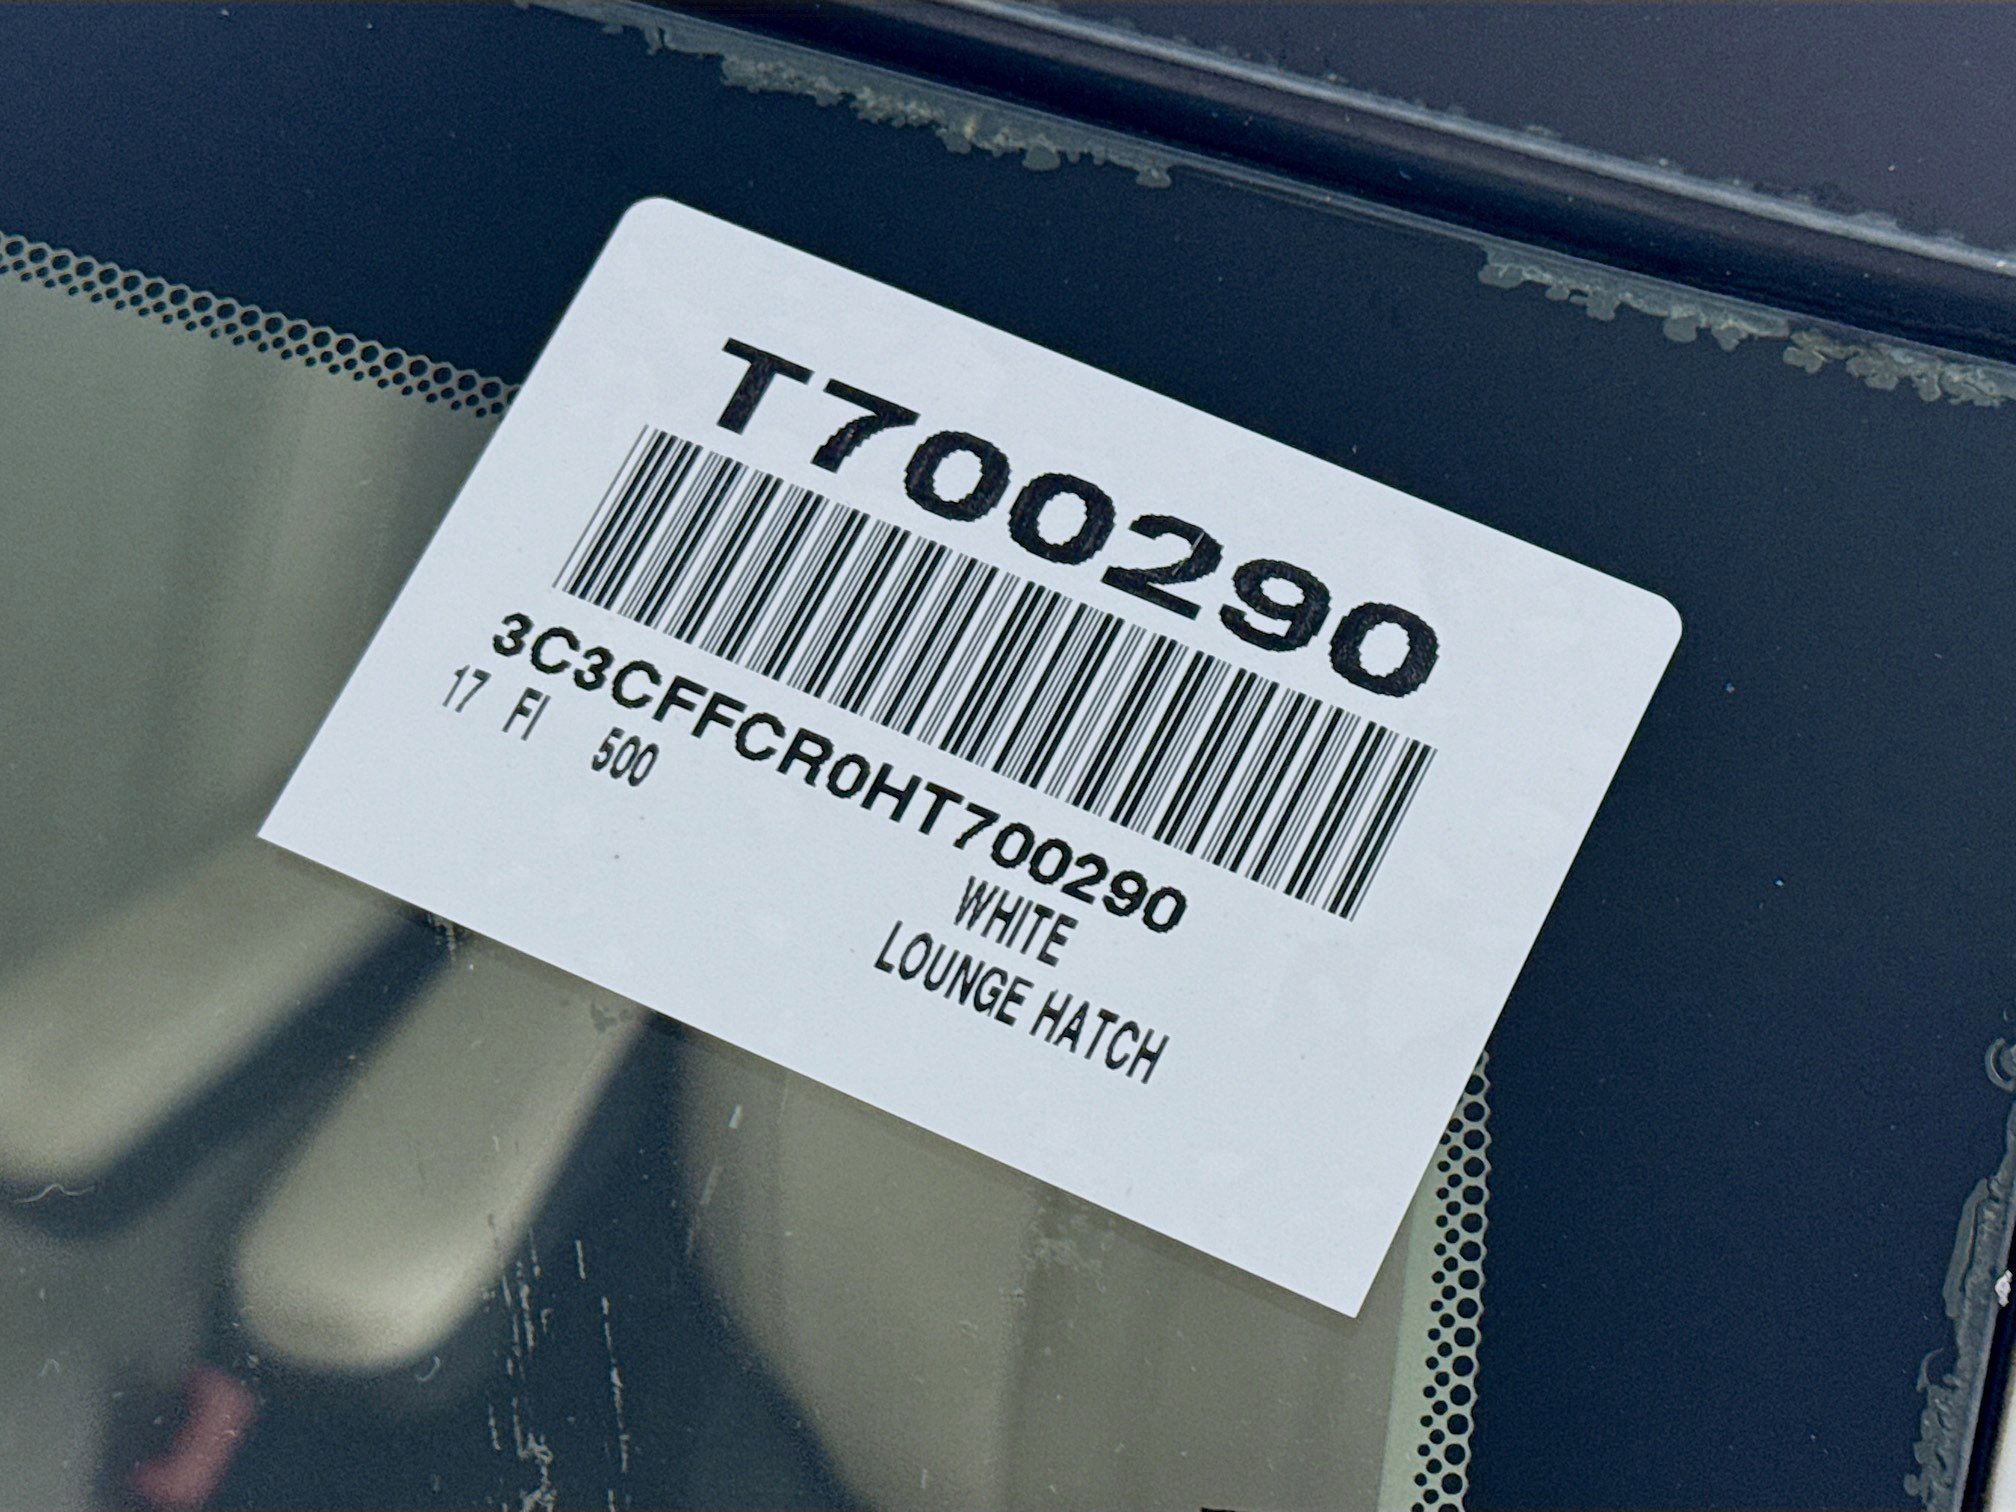 T700290
3C3CFFCR0HT700290
17 FI 500
WHITE
LOUNGE HATCH